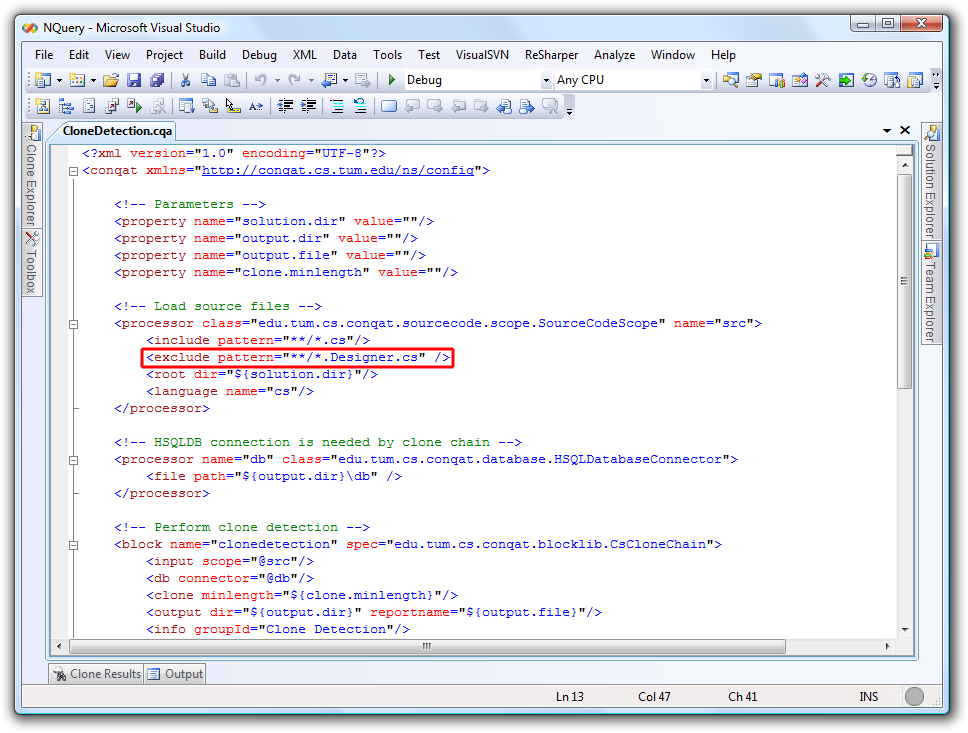 NQuery - Microsoft Visual Studio
File Edit View Project Build Debug XML Data Tools Test VisualSVN ReSharper Analyze Window Help
Debug Any CPU
CloneDetection.cqa
Clone Explorer
Toolbox
<?xml version="1.0" encoding="UTF-8"?>
<conqat xmlns="http://conqat.cs.tum.edu/ns/config">
<!-- Parameters -->
<property name="solution.dir" value=""/>
<property name="output.dir" value=""/>
<property name="output.file" value=""/>
<property name="clone.minlength" value=""/>
<!-- Load source files -->
<processor class="edu.tum.cs.conqat.sourcecode.scope.SourceCodeScope" name="src">
<include pattern="**/*.cs"/>
<exclude pattern="**/*.Designer.cs" />
<root dir="${solution.dir}"/>
<language name="cs"/>
</processor>
<!-- HSQLDB connection is needed by clone chain -->
<processor name="db" class="edu.tum.cs.conqat.database.HSQLDatabaseConnector">
<file path="${output.dir}\db" />
</processor>
<!-- Perform clone detection -->
<block name="clonedetection" spec="edu.tum.cs.conqat.blocklib.CsCloneChain">
<input scope="@src"/>
<db connector="@db"/>
<clone minlength="${clone.minlength}"/>
<output dir="${output.dir}" reportname="${output.file}"/>
<info groupId="Clone Detection"/>
Solution Explorer
Team Explorer
Clone Results Output
Ln 13 Col 47 Ch 41 INS